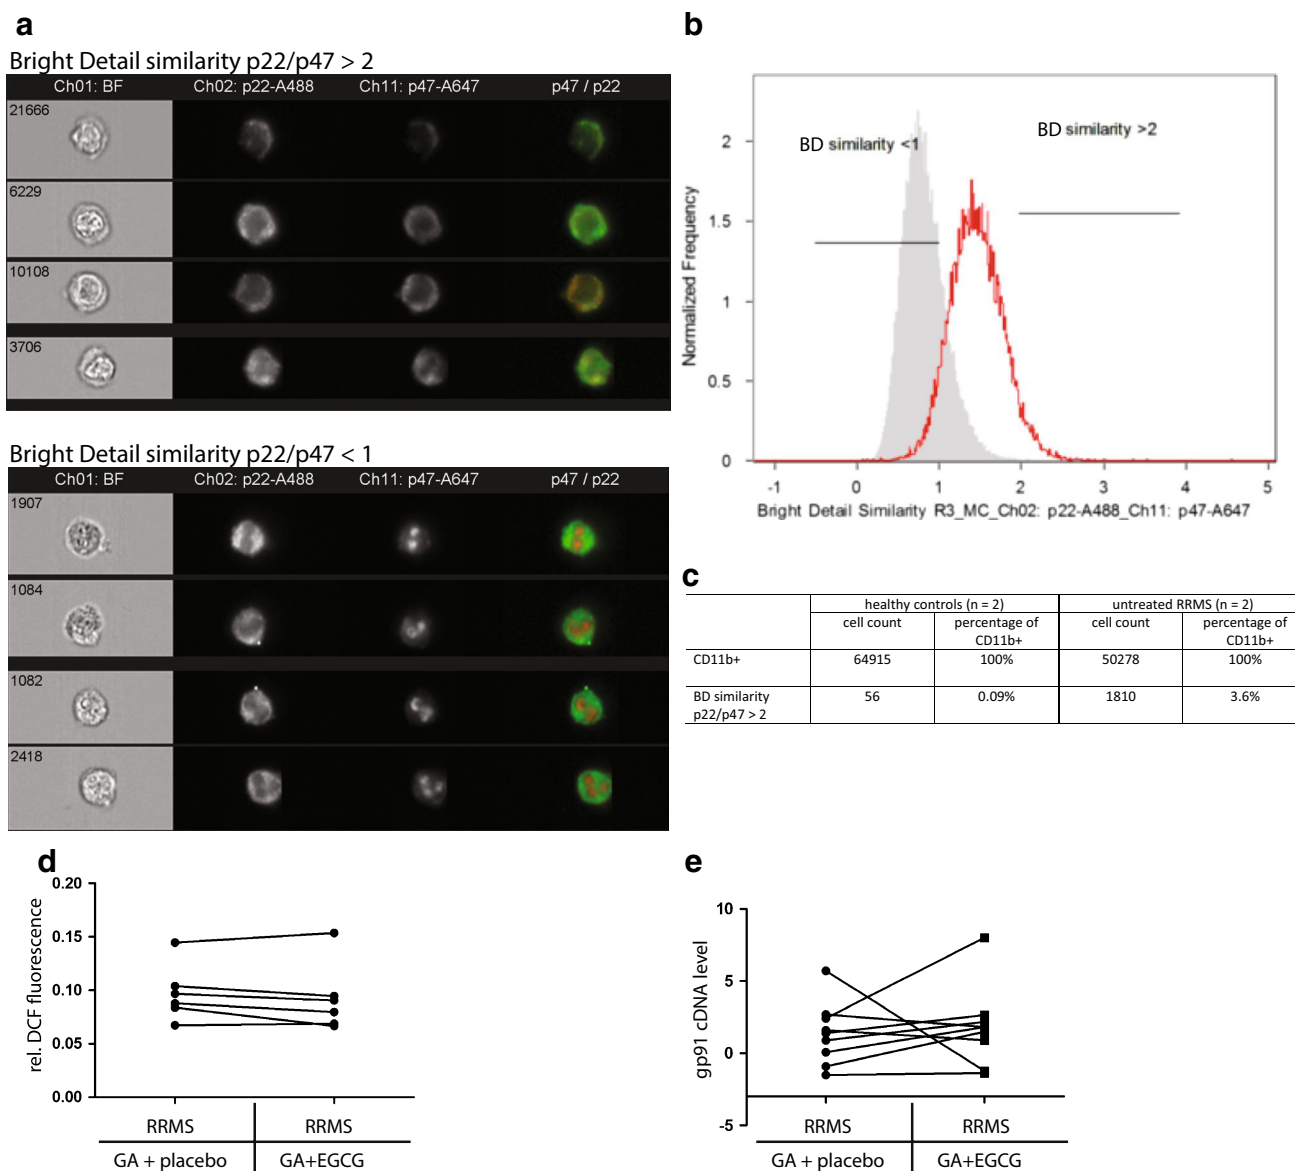 a
Bright Detail similarity p22/p47 > 2
Ch01: BF Ch02: p22-A488 Ch11: p47-A647 p47 / p22
21666
6229
10108
3706
Bright Detail similarity p22/p47 < 1
Ch01: BF Ch02: p22-A488 Ch11: p47-A647 p47 / p22
1907
1084
1082
2418
b
BD similarity <1
BD similarity >2
Normalized Frequency
2
1.5
1
0.5
0
-1 0 1 2 3 4 5
Bright Detail Similarity R3_MC_Ch02: p22-A488_Ch11: p47-A647
c
healthy controls (n = 2) untreated RRMS (n = 2)
cell count percentage of CD11b+ cell count percentage of CD11b+
CD11b+ 64915 100% 50278 100%
BD similarity p22/p47 > 2 56 0.09% 1810 3.6%
d
rel. DCF fluorescence
0.20
0.15
0.10
0.05
0.00
RRMS RRMS
GA + placebo GA+EGCG
e
gp91 cDNA level
10
5
0
-5
RRMS RRMS
GA + placebo GA+EGCG